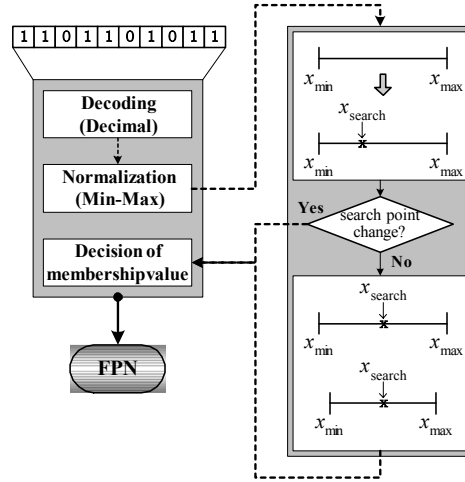 1 1 0 1 1 0 1 0 1 1
Decoding
(Decimal)
Normalization
(Min-Max)
Decision of
membershipvalue
FPN
x_min x_max
x_search
x_min x_max
Yes
search point
change?
No
x_search
x_min x_max
x_search
x_min x_max